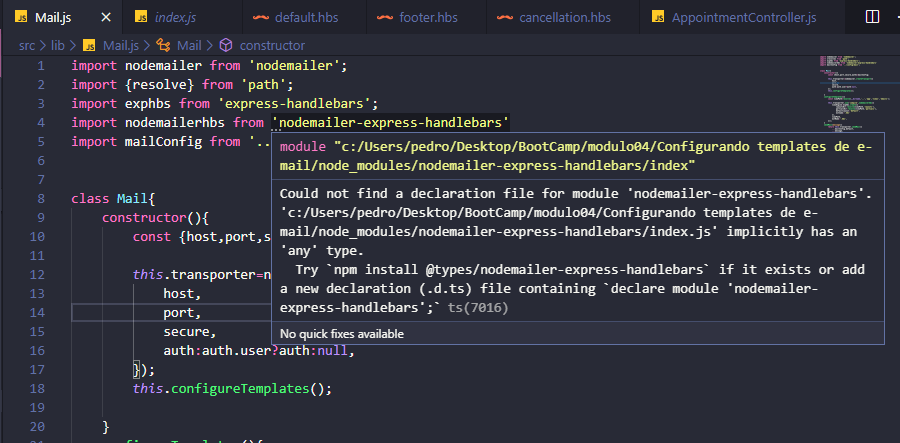 Mail.js index.js default.hbs footer.hbs cancellation.hbs AppointmentController.js
src > lib > Mail.js > Mail > constructor
1 import nodemailer from 'nodemailer';
2 import {resolve} from 'path';
3 import exphbs from 'express-handlebars';
4 import nodemailerhbs from 'nodemailer-express-handlebars'
5 import mailConfig from '..
module "c:/Users/pedro/Desktop/BootCamp/modulo04/Configurando templates de e-
mail/node_modules/nodemailer-express-handlebars/index"
Could not find a declaration file for module 'nodemailer-express-handlebars'.
'c:/Users/pedro/Desktop/BootCamp/modulo04/Configurando templates de e-
mail/node_modules/nodemailer-express-handlebars/index.js' implicitly has an
'any' type.
Try `npm install @types/nodemailer-express-handlebars` if it exists or add
a new declaration (.d.ts) file containing `declare module 'nodemailer-
express-handlebars';` ts(7016)
No quick fixes available
6
7
8 class Mail{
9 constructor(){
10 const {host,port,s
11
12 this.transporter=n
13 host,
14 port,
15 secure,
16 auth:auth.user?auth:null,
17 });
18 this.configureTemplates();
19
20 }